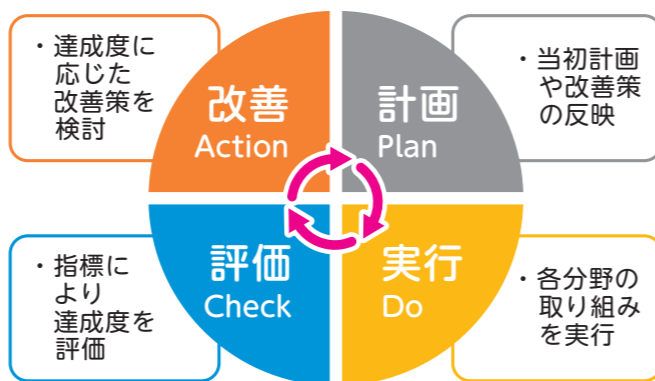 ・達成度に
応じた
改善策を
検討
改善
Action
計画
Plan
・当初計画
や改善策
の反映
・指標に
より
達成度を
評価
評価
Check
実行
Do
・各分野の
取り組み
を実行